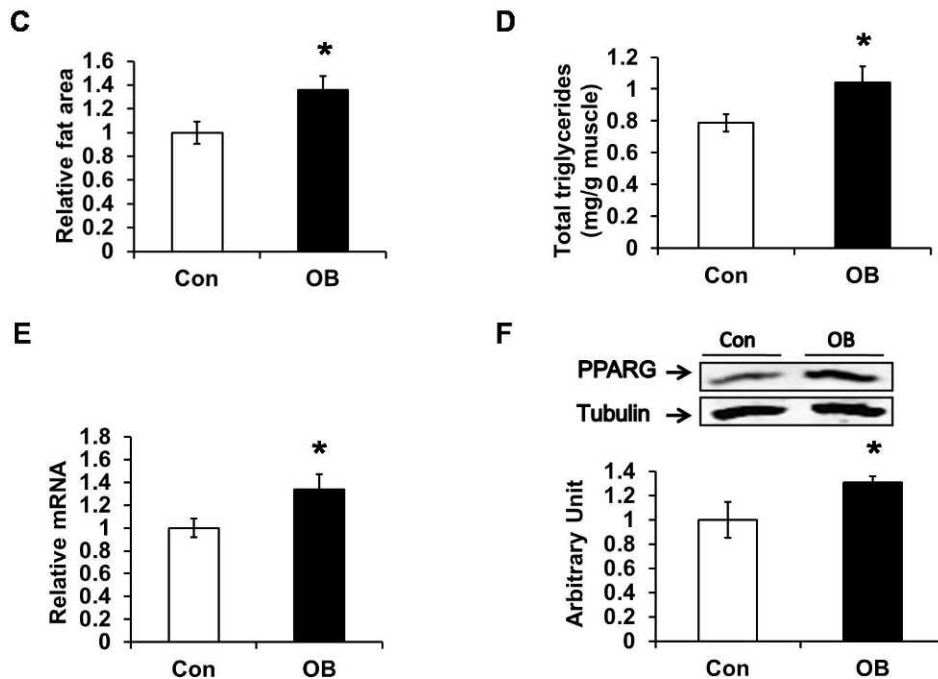 C
*
Relative fat area
1.6
1.4
1.2
1
0.8
0.6
0.4
0.2
0
Con OB
D
*
Total triglycerides
(mg/g muscle)
1.2
1
0.8
0.6
0.4
0.2
0
Con OB
E
*
Relative mRNA
1.8
1.6
1.4
1.2
1
0.8
0.6
0.4
0.2
0
Con OB
F
Con OB
PPARG →
Tubulin →
*
Arbitrary Unit
1.4
1.2
1
0.8
0.6
0.4
0.2
0
Con OB